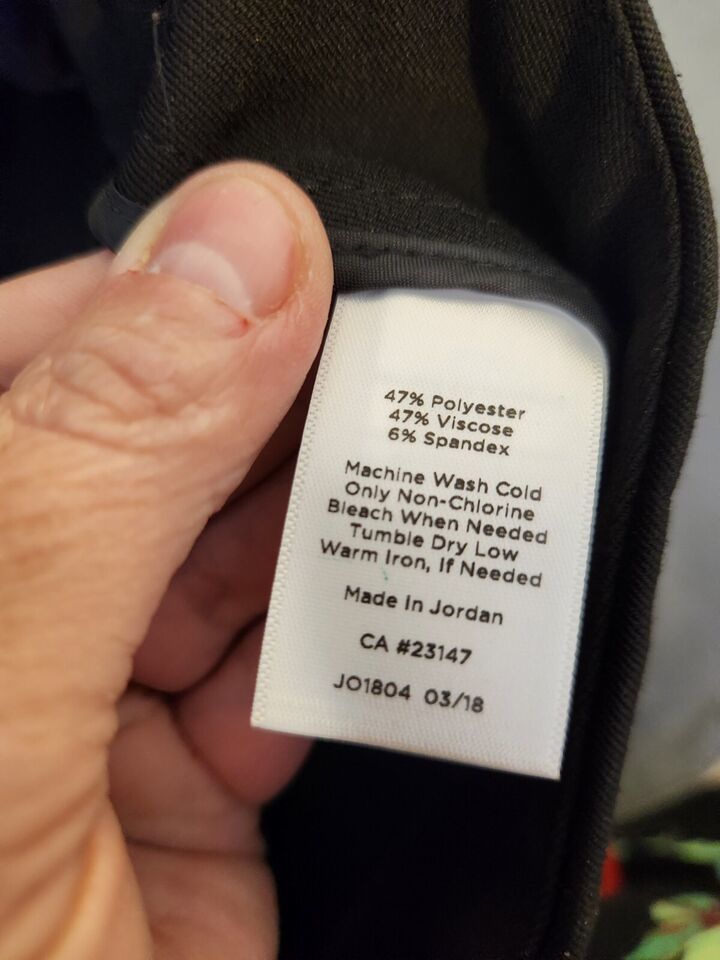 47% Polyester
47% Viscose
6% Spandex
Machine Wash Cold
Only Non-Chlorine
Bleach When Needed
Tumble Dry Low
Warm Iron, If Needed
Made In Jordan
CA #23147
JO1804 03/18